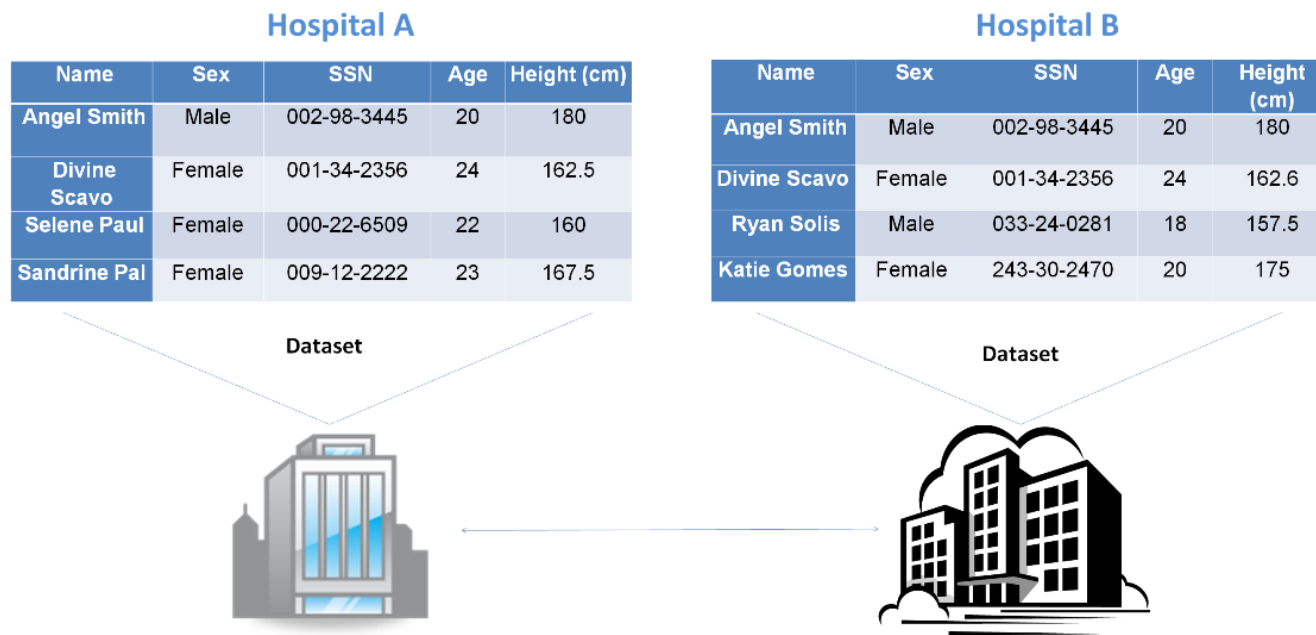 Hospital A
Name Sex SSN Age Height (cm)
Angel Smith Male 002-98-3445 20 180
Divine
Scavo Female 001-34-2356 24 162.5
Selene Paul Female 000-22-6509 22 160
Sandrine Pal Female 009-12-2222 23 167.5
Dataset
Hospital B
Name Sex SSN Age Height
(cm)
Angel Smith Male 002-98-3445 20 180
Divine Scavo Female 001-34-2356 24 162.6
Ryan Solis Male 033-24-0281 18 157.5
Katie Gomes Female 243-30-2470 20 175
Dataset